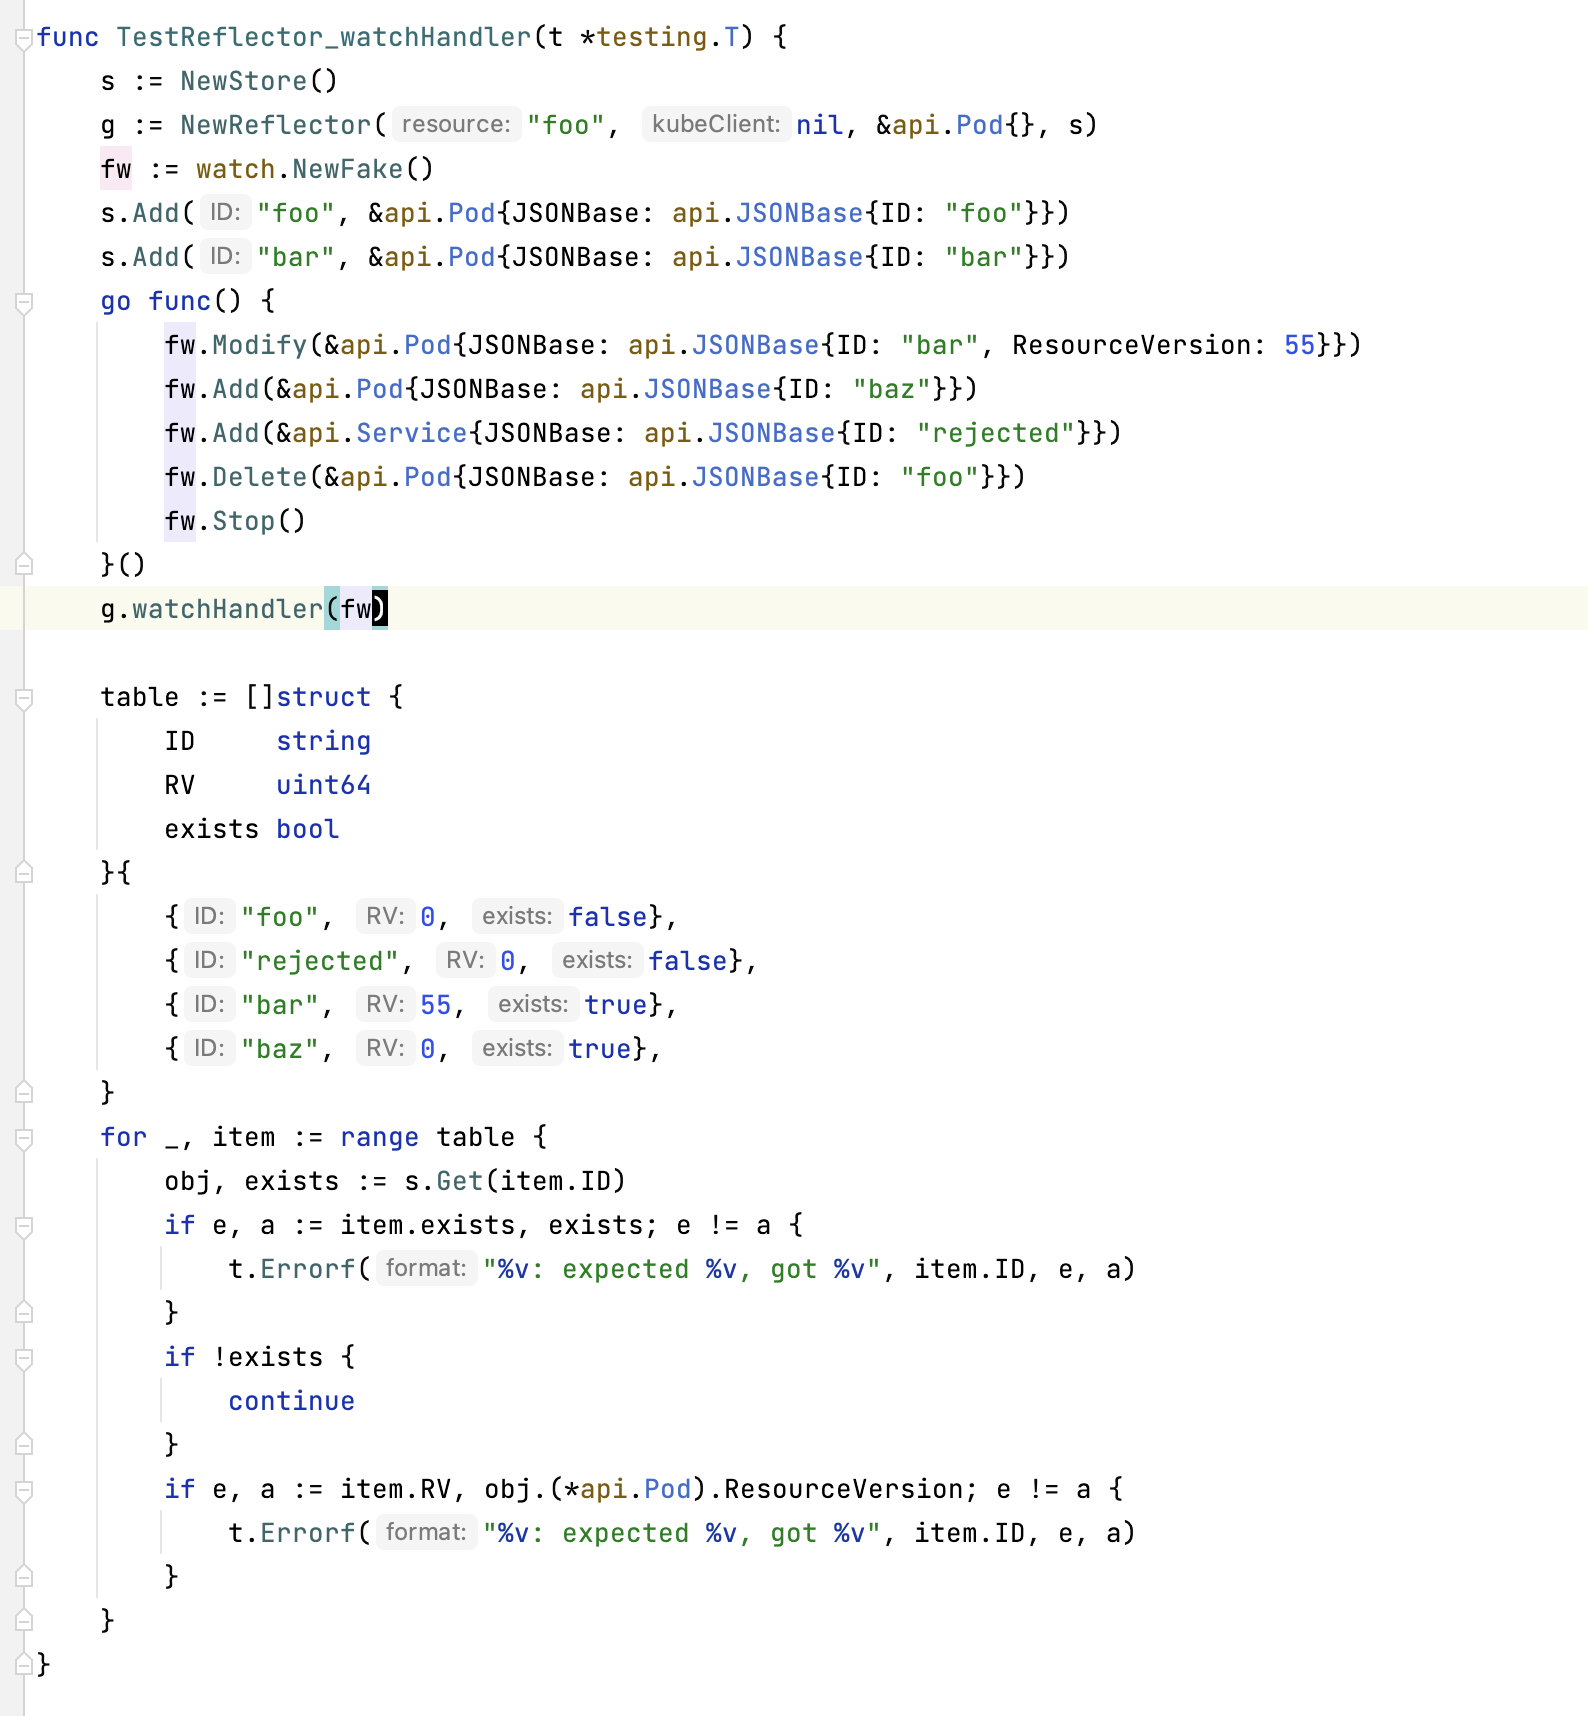 func TestReflector_watchHandler(t *testing.T) {
    s := NewStore()
    g := NewReflector( resource: "foo", kubeClient: nil, &api.Pod{}, s)
    fw := watch.NewFake()
    s.Add( ID: "foo", &api.Pod{JSONBase: api.JSONBase{ID: "foo"}})
    s.Add( ID: "bar", &api.Pod{JSONBase: api.JSONBase{ID: "bar"}})
    go func() {
        fw.Modify(&api.Pod{JSONBase: api.JSONBase{ID: "bar", ResourceVersion: 55}})
        fw.Add(&api.Pod{JSONBase: api.JSONBase{ID: "baz"}})
        fw.Add(&api.Service{JSONBase: api.JSONBase{ID: "rejected"}})
        fw.Delete(&api.Pod{JSONBase: api.JSONBase{ID: "foo"}})
        fw.Stop()
    }()
    g.watchHandler(fw)

    table := []struct {
        ID     string
        RV     uint64
        exists bool
    }{
        { ID: "foo", RV: 0, exists: false},
        { ID: "rejected", RV: 0, exists: false},
        { ID: "bar", RV: 55, exists: true},
        { ID: "baz", RV: 0, exists: true},
    }
    for _, item := range table {
        obj, exists := s.Get(item.ID)
        if e, a := item.exists, exists; e != a {
            t.Errorf( format: "%v: expected %v, got %v", item.ID, e, a)
        }
        if !exists {
            continue
        }
        if e, a := item.RV, obj.(*api.Pod).ResourceVersion; e != a {
            t.Errorf( format: "%v: expected %v, got %v", item.ID, e, a)
        }
    }
}